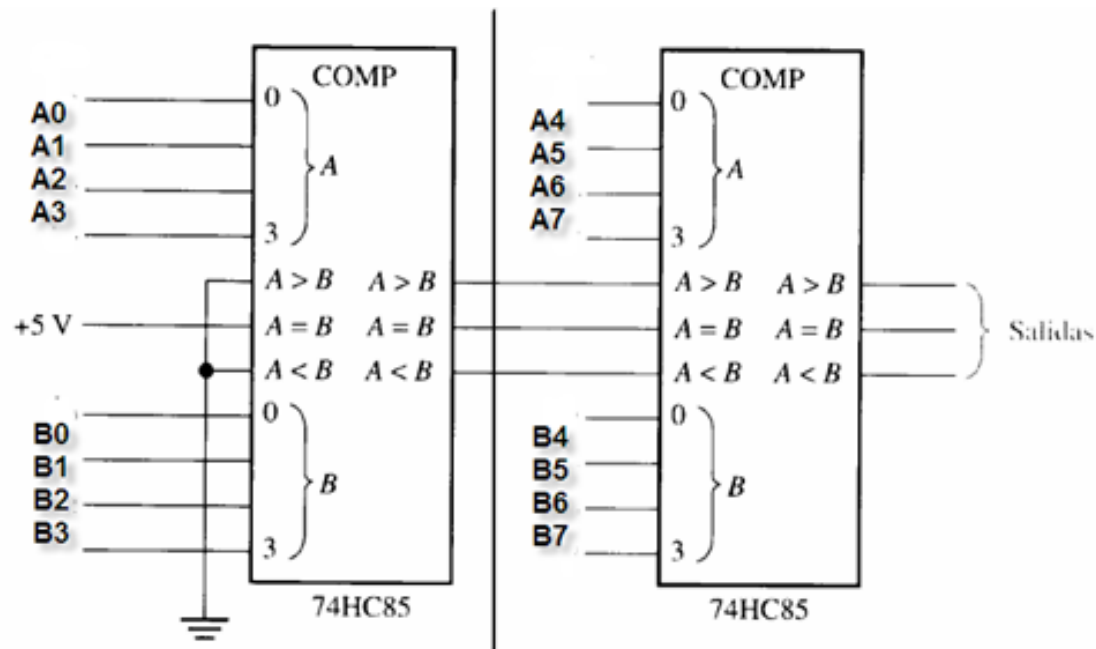 COMP
0
A0
A1
A2
A3
A
3
A > B A > B
+5 V A = B A = B
A < B A < B
0
B0
B1
B2
B3
B
3
74HC85
COMP
0
A4
A5
A6
A7
A
3
A > B A > B
A = B A = B
A < B A < B
Salidas
0
B4
B5
B6
B7
B
3
74HC85